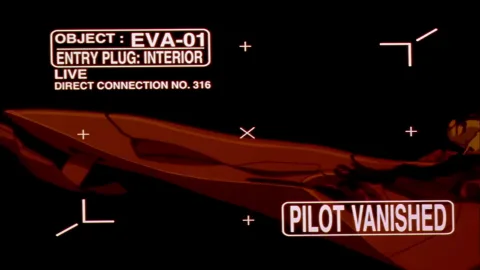 OBJECT : EVA-01
ENTRY PLUG: INTERIOR
LIVE
DIRECT CONNECTION NO. 316
PILOT VANISHED